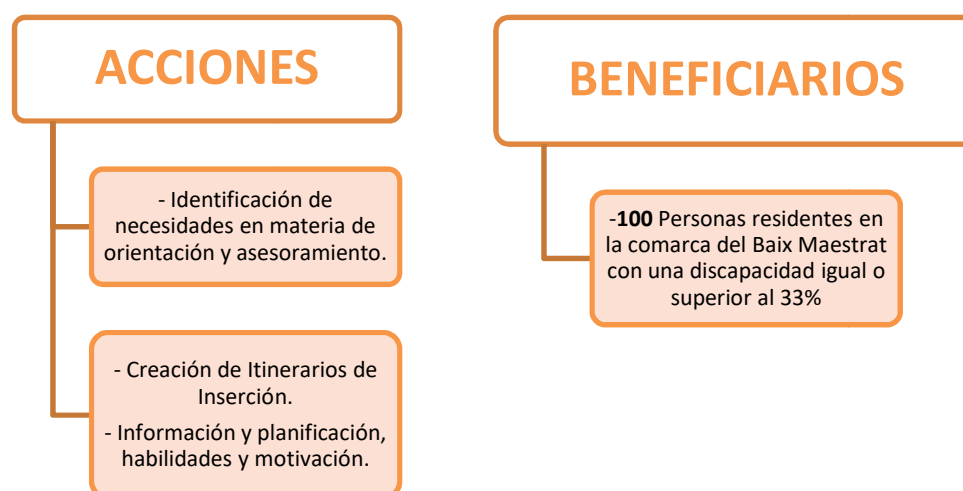 ACCIONES
- Identificación de
necesidades en materia de
orientación y asesoramiento.
- Creación de Itinerarios de
Inserción.
- Información y planificación,
habilidades y motivación.
BENEFICIARIOS
-100 Personas residentes en
la comarca del Baix Maestrat
con una discapacidad igual o
superior al 33%